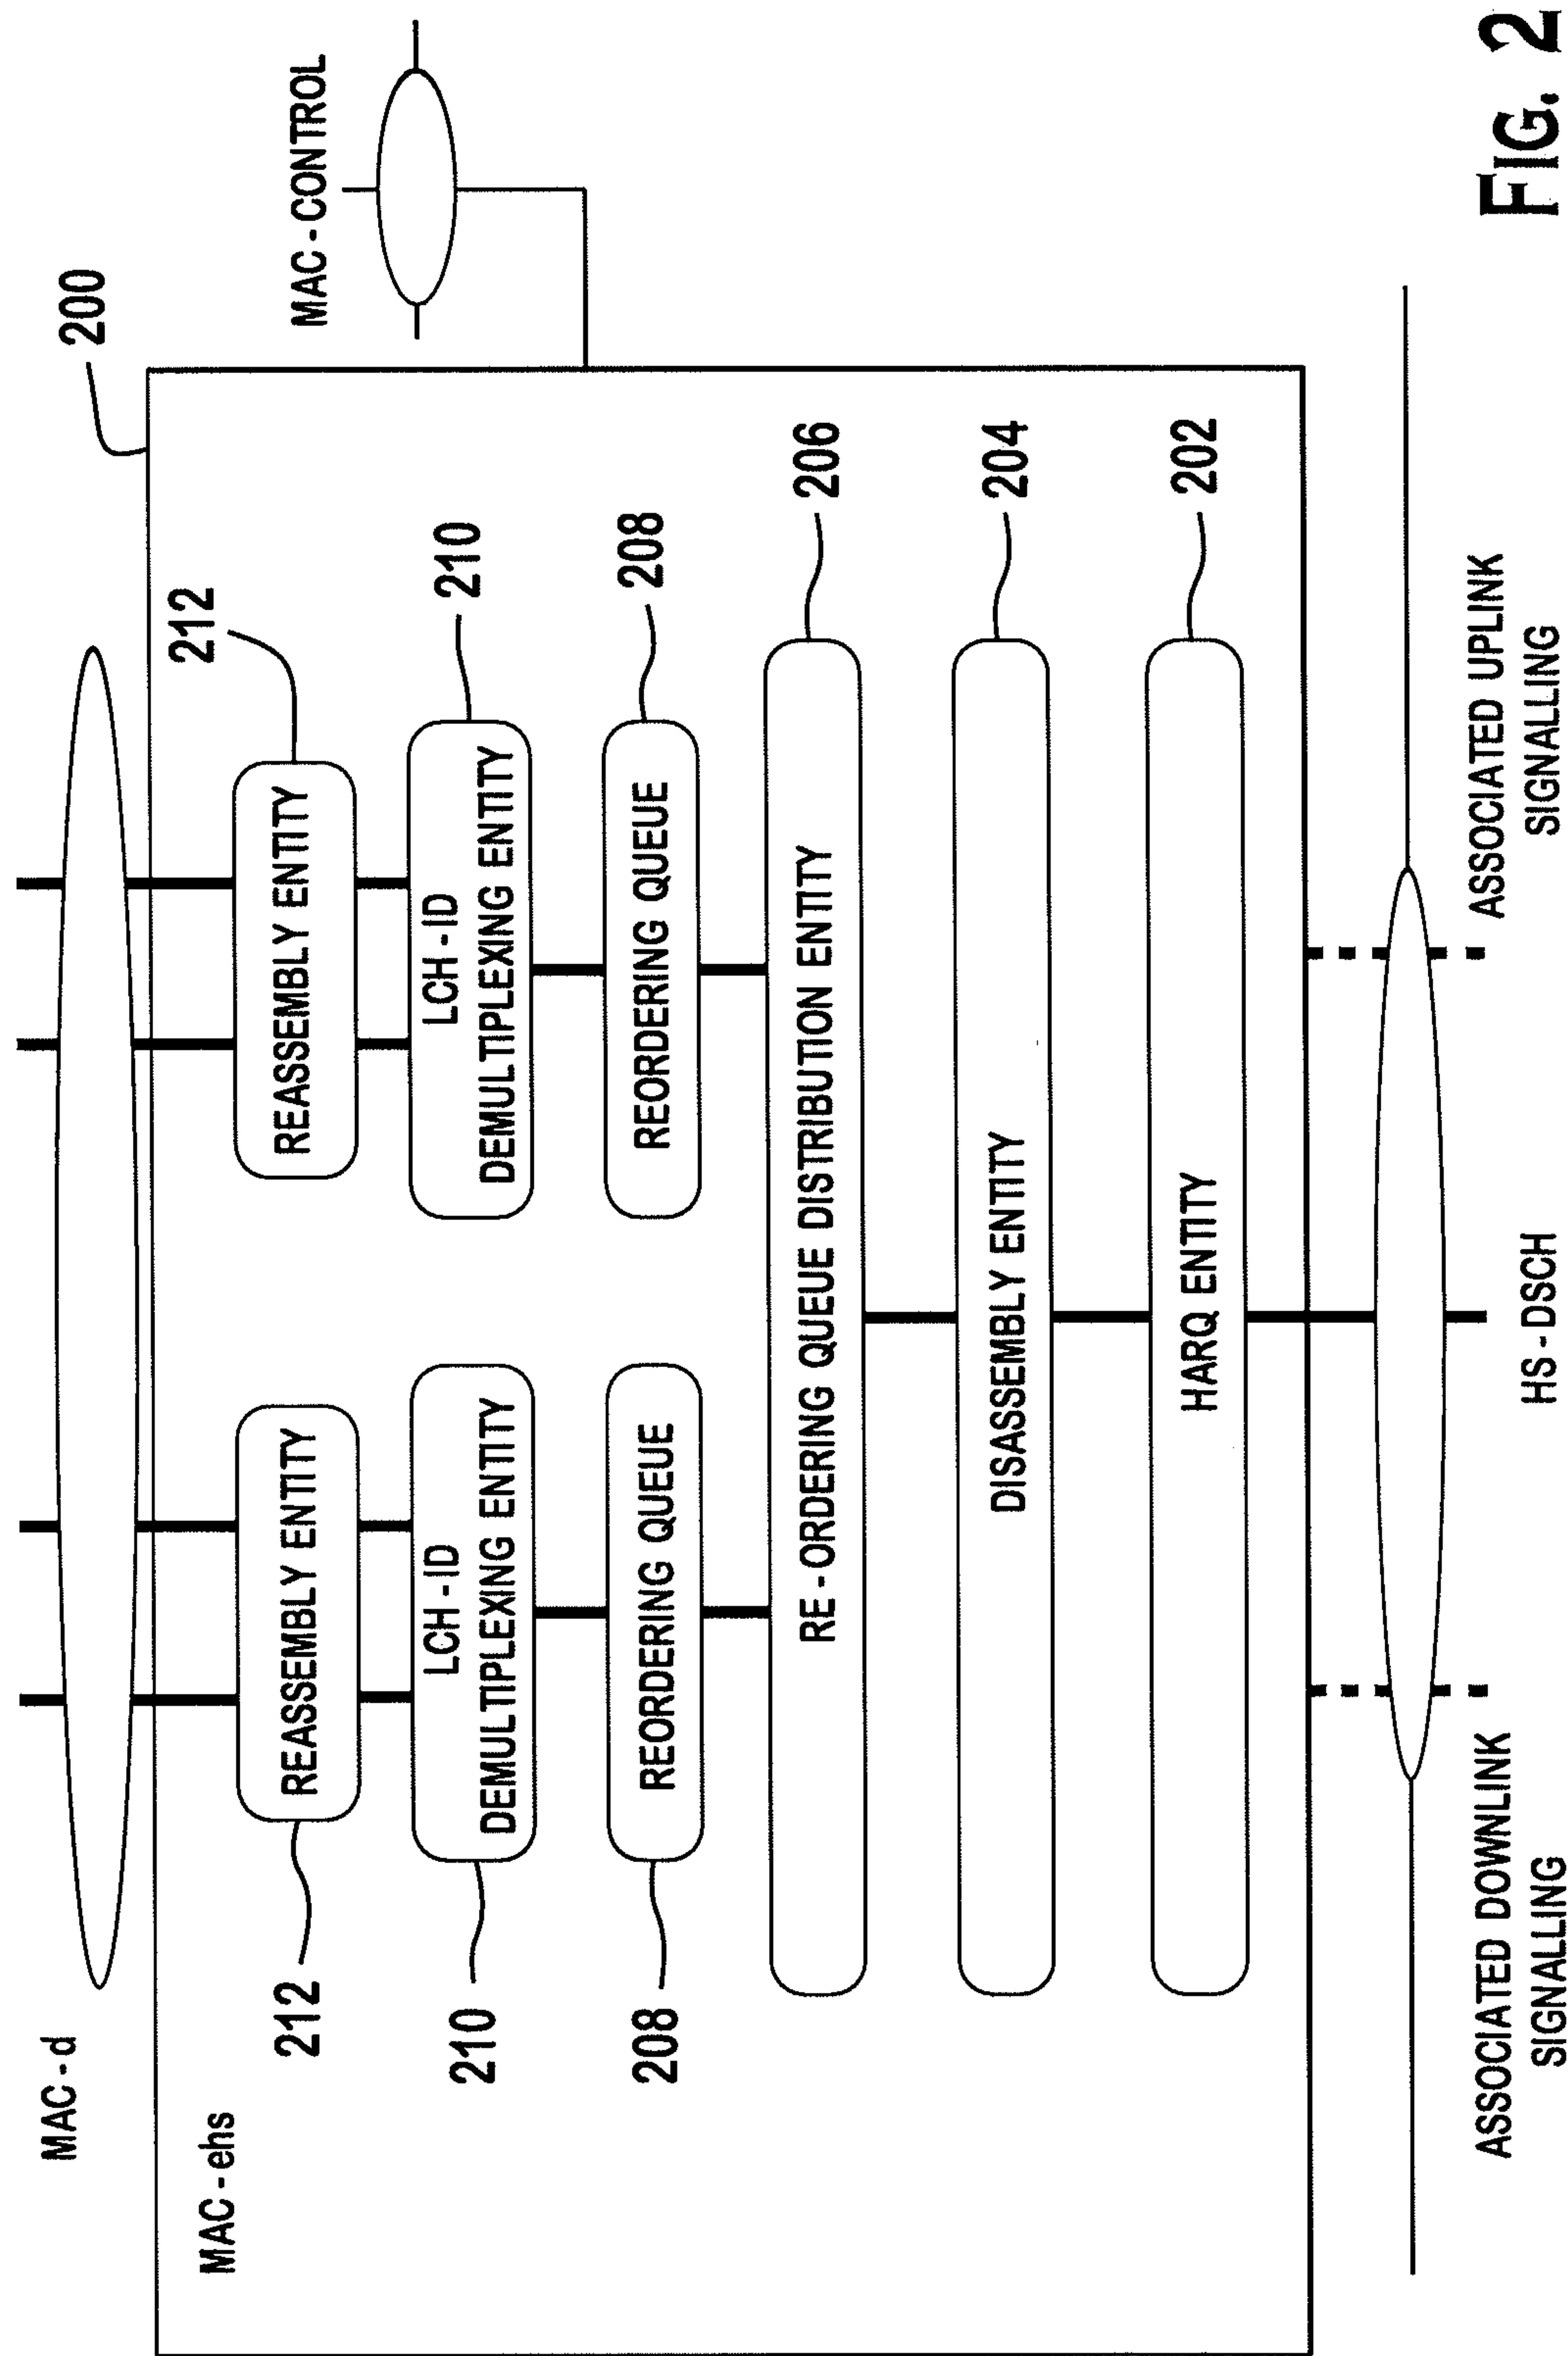 MAC-d
200
MAC-CONTROL
MAC-ehs
212
REASSEMBLY ENTITY
REASSEMBLY ENTITY
212
210
LCH-ID
DEMULTIPLEXING ENTITY
LCH-ID
DEMULTIPLEXING ENTITY
210
208
REORDERING QUEUE
REORDERING QUEUE
208
RE-ORDERING QUEUE DISTRIBUTION ENTITY
206
DISASSEMBLY ENTITY
204
HARQ ENTITY
202
ASSOCIATED DOWNLINK
SIGNALLING
HS-DSCH
ASSOCIATED UPLINK
SIGNALLING
FIG. 2